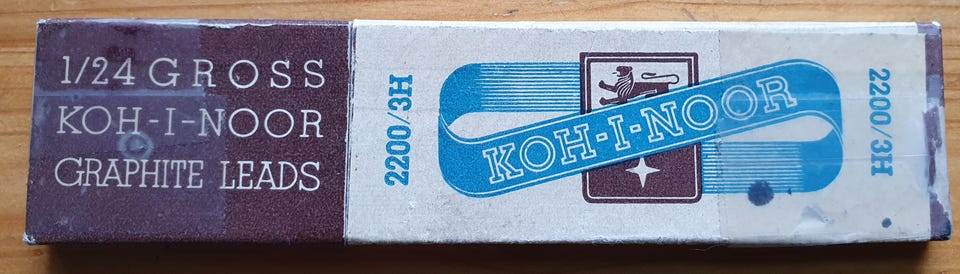 1/24 GROSS
KOH-I-NOOR
GRAPHITE LEADS
2200/3H
KOH-I-NOOR
2200/3H